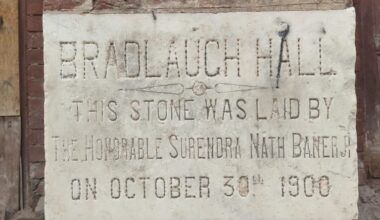 BRADLAUGH HALL
THIS STONE WAS LAID BY
THE HONORABLE SURENDRA NATH BANERJI
ON OCTOBER 30th 1900